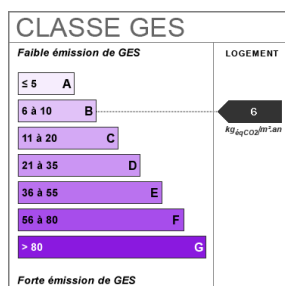 CLASSE GES
Faible émission de GES
LOGEMENT
≤ 5 A
6 à 10 B
6
kgéqCO2/m².an
11 à 20 C
21 à 35 D
36 à 55 E
56 à 80 F
> 80 G
Forte émission de GES